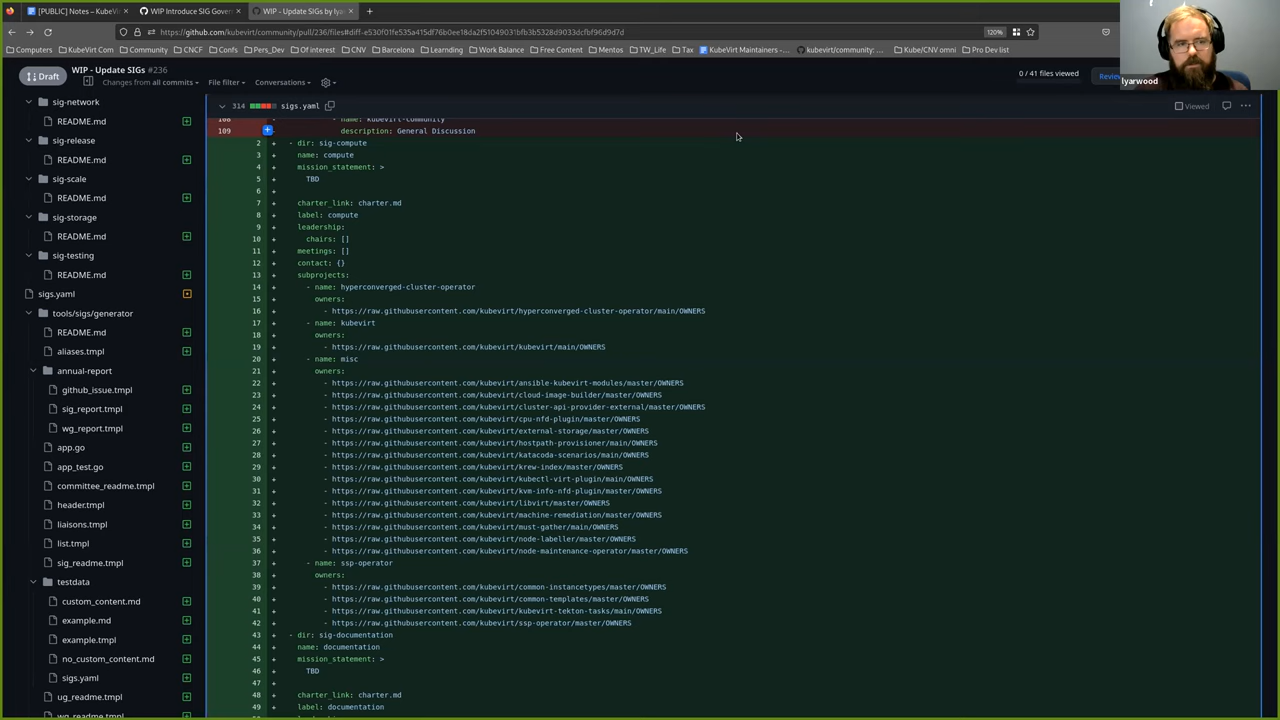 [PUBLIC] Notes – KubeVi
WIP Introduce SIG Gover
WIP - Update SIGs by lya
https://github.com/kubevirt/community/pull/236/files#diff-e530f01fe535a415df76b0ee18a2f51049031bfb3b5328d9033dcfbf96d9d7d
120%
Computers
KubeVirt Com
Community
CNCF
Confs
Pers_Dev
Of interest
CNV
Barcelona
Learnding
Work Balance
Free Content
Mentos
TW_Life
Tax
KubeVirt Maintainers -...
kubevirt/community: ...
Kube/CNV omni
Pro Dev list
lyarwood
Draft
WIP - Update SIGs #236
Changes from all commits
File filter
Conversations
0 / 41 files viewed
Review
sig-network
README.md
sig-release
README.md
sig-scale
README.md
sig-storage
README.md
sig-testing
README.md
sigs.yaml
tools/sigs/generator
README.md
aliases.tmpl
annual-report
github_issue.tmpl
sig_report.tmpl
wg_report.tmpl
app.go
app_test.go
committee_readme.md
header.tmpl
liaisons.tmpl
list.tmpl
sig_readme.tmpl
testdata
custom_content.md
example.md
example.tmpl
no_custom_content.md
sigs.yaml
ug_readme.tmpl
wg_readme.tmpl
314 sigs.yaml
Viewed
108 - name: kubevirt-community
109 description: General Discussion
2 + - dir: sig-compute
3 + name: compute
4 + mission_statement: >
5 + TBD
6 +
7 + charter_link: charter.md
8 + label: compute
9 + leadership:
10 + chairs: []
11 + meetings: []
12 + contact: {}
13 + subprojects:
14 + - name: hyperconverged-cluster-operator
15 + owners:
16 + - https://raw.githubusercontent.com/kubevirt/hyperconverged-cluster-operator/main/OWNERS
17 + - name: kubevirt
18 + owners:
19 + - https://raw.githubusercontent.com/kubevirt/kubevirt/main/OWNERS
20 + - name: misc
21 + owners:
22 + - https://raw.githubusercontent.com/kubevirt/ansible-kubevirt-modules/master/OWNERS
23 + - https://raw.githubusercontent.com/kubevirt/cloud-image-builder/master/OWNERS
24 + - https://raw.githubusercontent.com/kubevirt/cluster-api-provider-external/master/OWNERS
25 + - https://raw.githubusercontent.com/kubevirt/cpu-nfd-plugin/master/OWNERS
26 + - https://raw.githubusercontent.com/kubevirt/external-storage/master/OWNERS
27 + - https://raw.githubusercontent.com/kubevirt/hostpath-provisioner/main/OWNERS
28 + - https://raw.githubusercontent.com/kubevirt/katacoda-scenarios/main/OWNERS
29 + - https://raw.githubusercontent.com/kubevirt/krew-index/master/OWNERS
30 + - https://raw.githubusercontent.com/kubevirt/kubectl-virt-plugin/main/OWNERS
31 + - https://raw.githubusercontent.com/kubevirt/kvm-info-nfd-plugin/master/OWNERS
32 + - https://raw.githubusercontent.com/kubevirt/libvirt/master/OWNERS
33 + - https://raw.githubusercontent.com/kubevirt/machine-remediation/master/OWNERS
34 + - https://raw.githubusercontent.com/kubevirt/must-gather/main/OWNERS
35 + - https://raw.githubusercontent.com/kubevirt/node-labeller/master/OWNERS
36 + - https://raw.githubusercontent.com/kubevirt/node-maintenance-operator/master/OWNERS
37 + - name: ssp-operator
38 + owners:
39 + - https://raw.githubusercontent.com/kubevirt/common-instancetypes/master/OWNERS
40 + - https://raw.githubusercontent.com/kubevirt/common-templates/master/OWNERS
41 + - https://raw.githubusercontent.com/kubevirt/kubevirt-tekton-tasks/main/OWNERS
42 + - https://raw.githubusercontent.com/kubevirt/ssp-operator/master/OWNERS
43 + - dir: sig-documentation
44 + name: documentation
45 + mission_statement: >
46 + TBD
47 +
48 + charter_link: charter.md
49 + label: documentation